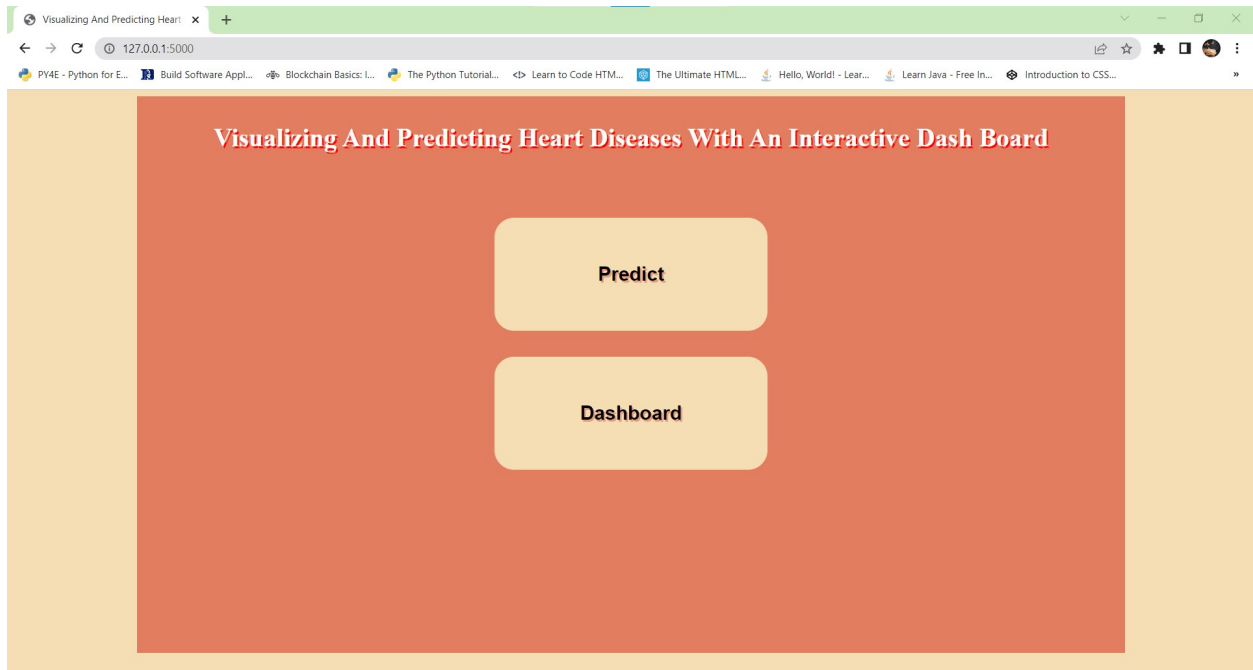 Visualizing And Predicting Heart
127.0.0.1:5000
PY4E - Python for E... Build Software Appl... Blockchain Basics: I... The Python Tutorial... Learn to Code HTM... The Ultimate HTML... Hello, World! - Lear... Learn Java - Free In... Introduction to CSS...
Visualizing And Predicting Heart Diseases With An Interactive Dash Board
Predict
Dashboard